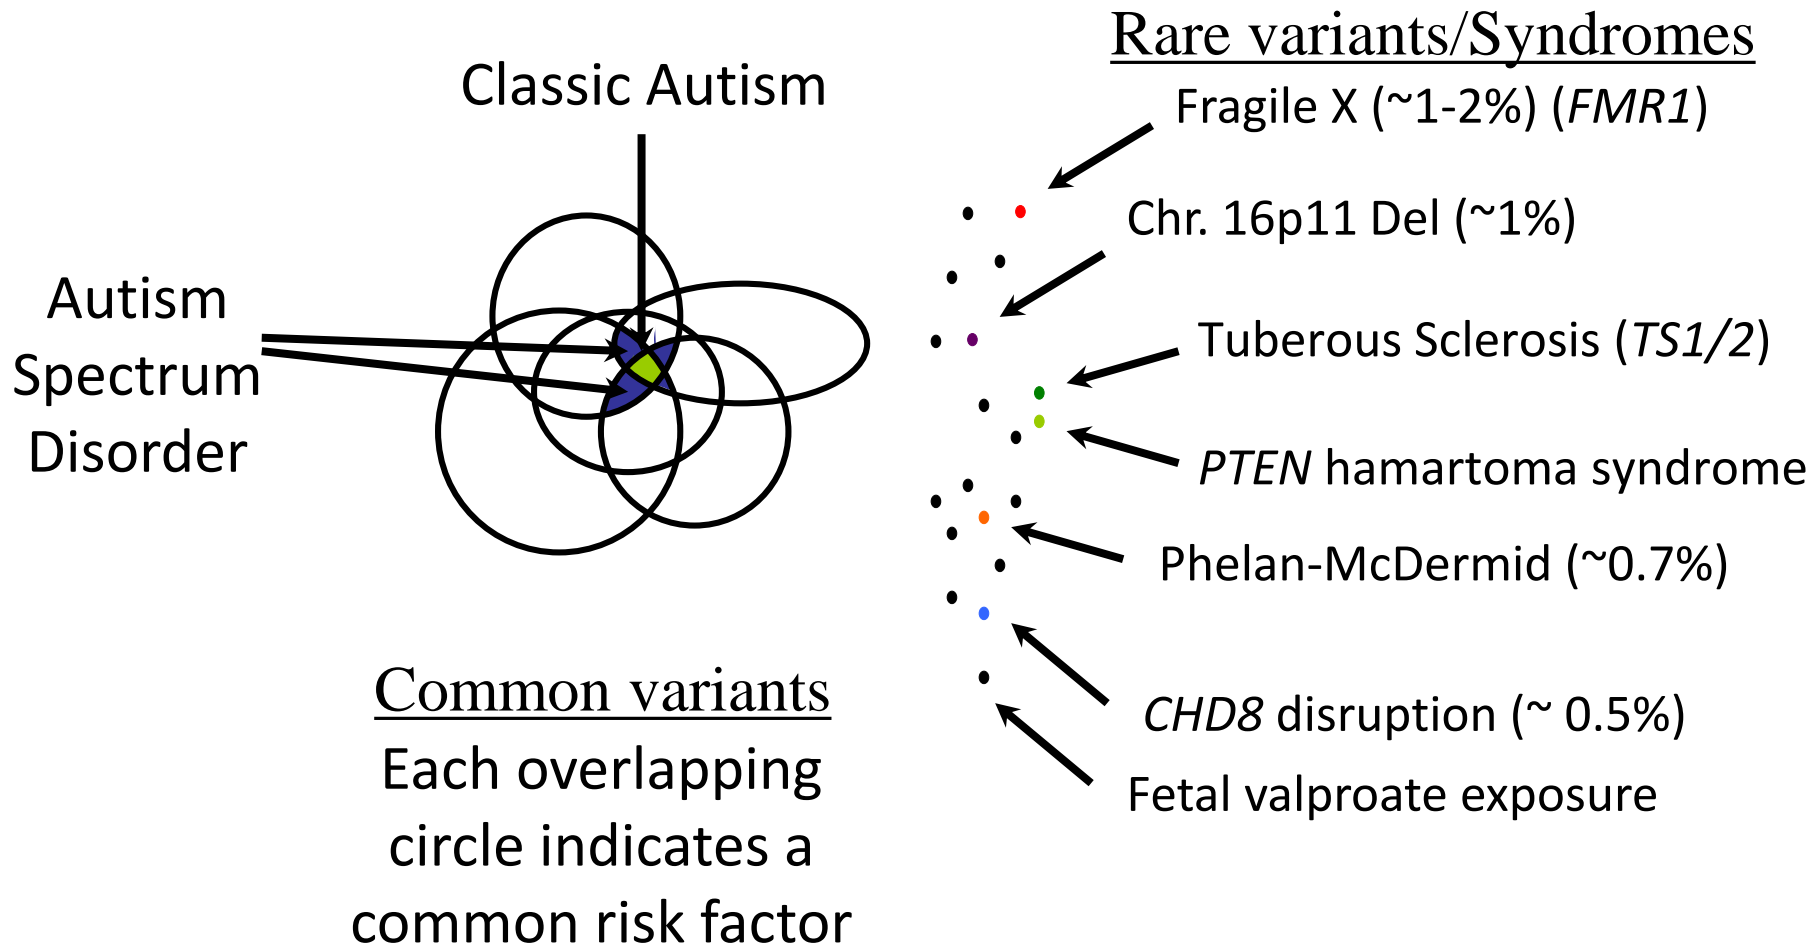 Rare variants/Syndromes
Classic Autism
Fragile X (~1-2%) (FMR1)
Chr. 16p11 Del (~1%)
Autism
Spectrum
Disorder
Tuberous Sclerosis (TS1/2)
PTEN hamartoma syndrome
Phelan-McDermid (~0.7%)
CHD8 disruption (~ 0.5%)
Fetal valproate exposure
Common variants
Each overlapping
circle indicates a
common risk factor